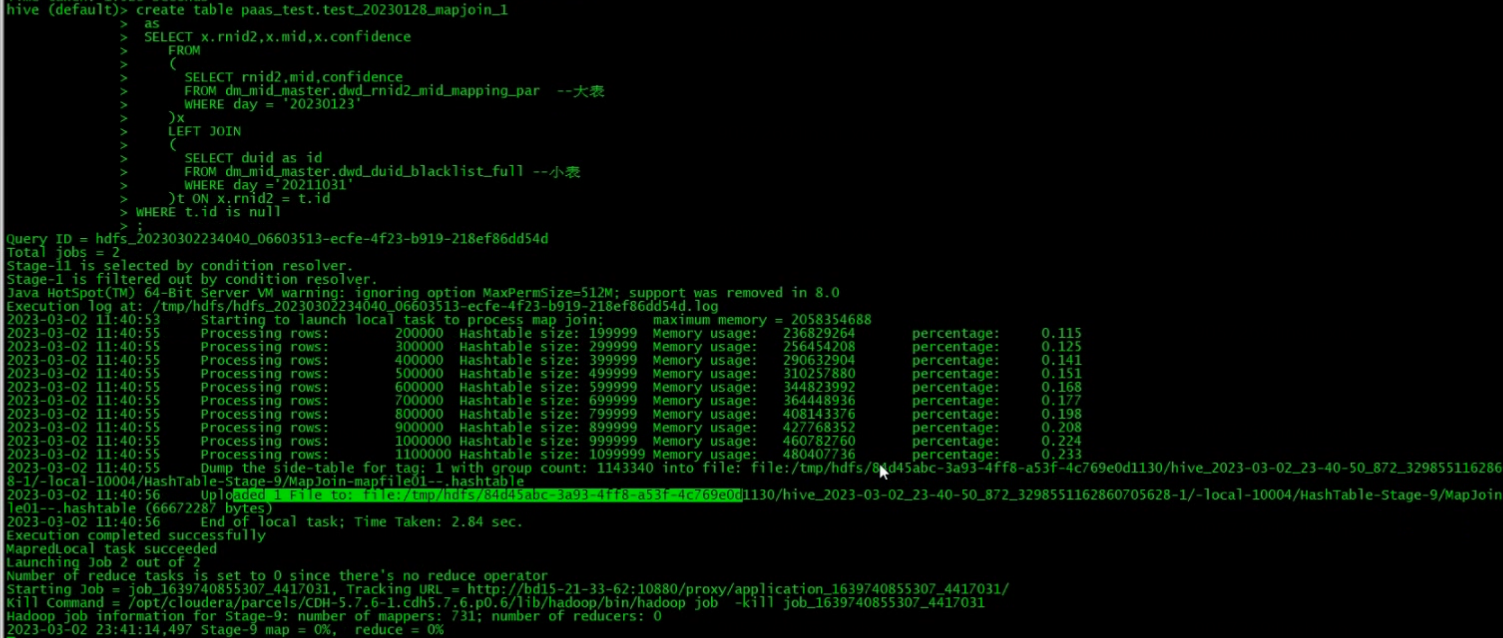 hive (default)> create table paas_test.test_20230128_mapjoin_1
> as
> SELECT x.rnid2,x.mid,x.confidence
> FROM
> (
> SELECT rnid2,mid,confidence
> FROM dm_mid_master.dwd_rnid2_mid_mapping_par --大表
> WHERE day = '20230123'
> )x
> LEFT JOIN
> (
> SELECT duid as id
> FROM dm_mid_master.dwd_duid_blacklist_full --小表
> WHERE day ='20211031'
> )t ON x.rnid2 = t.id
> WHERE t.id is null
> ;
Query ID = hdfs_20230302234040_06603513-ecfe-4f23-b919-218ef86dd54d
Total jobs = 2
Stage-11 is selected by condition resolver.
Stage-1 is filtered out by condition resolver.
Java HotSpot(TM) 64-Bit Server VM warning: ignoring option MaxPermSize=512M; support was removed in 8.0
Execution log at: /tmp/hdfs/hdfs_20230302234040_06603513-ecfe-4f23-b919-218ef86dd54d.log
2023-03-02 11:40:53 Starting to launch local task to process map join; maximum memory = 2058354688
2023-03-02 11:40:55 Processing rows: 200000 Hashtable size: 199999 Memory usage: 236829264 percentage: 0.115
2023-03-02 11:40:55 Processing rows: 300000 Hashtable size: 299999 Memory usage: 256454208 percentage: 0.125
2023-03-02 11:40:55 Processing rows: 400000 Hashtable size: 399999 Memory usage: 290632904 percentage: 0.141
2023-03-02 11:40:55 Processing rows: 500000 Hashtable size: 499999 Memory usage: 310257880 percentage: 0.151
2023-03-02 11:40:55 Processing rows: 600000 Hashtable size: 599999 Memory usage: 344823992 percentage: 0.168
2023-03-02 11:40:55 Processing rows: 700000 Hashtable size: 699999 Memory usage: 364448936 percentage: 0.177
2023-03-02 11:40:55 Processing rows: 800000 Hashtable size: 799999 Memory usage: 408143376 percentage: 0.198
2023-03-02 11:40:55 Processing rows: 900000 Hashtable size: 899999 Memory usage: 427768352 percentage: 0.208
2023-03-02 11:40:55 Processing rows: 1000000 Hashtable size: 999999 Memory usage: 460782760 percentage: 0.224
2023-03-02 11:40:55 Processing rows: 1100000 Hashtable size: 1099999 Memory usage: 480407736 percentage: 0.233
2023-03-02 11:40:55 Dump the side-table for tag: 1 with group count: 1143340 into file: file:/tmp/hdfs/84d45abc-3a93-4ff8-a53f-4c769e0d1130/hive_2023-03-02_23-40-50_872_329855116286
8-1/-local-10004/HashTable-Stage-9/MapJoin-mapfile01--.hashtable
2023-03-02 11:40:56 Uploaded 1 File to: file:/tmp/hdfs/84d45abc-3a93-4ff8-a53f-4c769e0d1130/hive_2023-03-02_23-40-50_872_3298551162860705628-1/-local-10004/HashTable-Stage-9/MapJoin
le01--.hashtable (66672287 bytes)
2023-03-02 11:40:56 End of local task; Time Taken: 2.84 sec.
Execution completed successfully
MapredLocal task succeeded
Launching Job 2 out of 2
Number of reduce tasks is set to 0 since there's no reduce operator
Starting Job = job_1639740855307_4417031, Tracking URL = http://bd15-21-33-62:10880/proxy/application_1639740855307_4417031/
Kill Command = /opt/cloudera/parcels/CDH-5.7.6-1.cdh5.7.6.p0.6/lib/hadoop/bin/hadoop job -kill job_1639740855307_4417031
Hadoop job information for Stage-9: number of mappers: 731; number of reducers: 0
2023-03-02 23:41:14,497 Stage-9 map = 0%, reduce = 0%